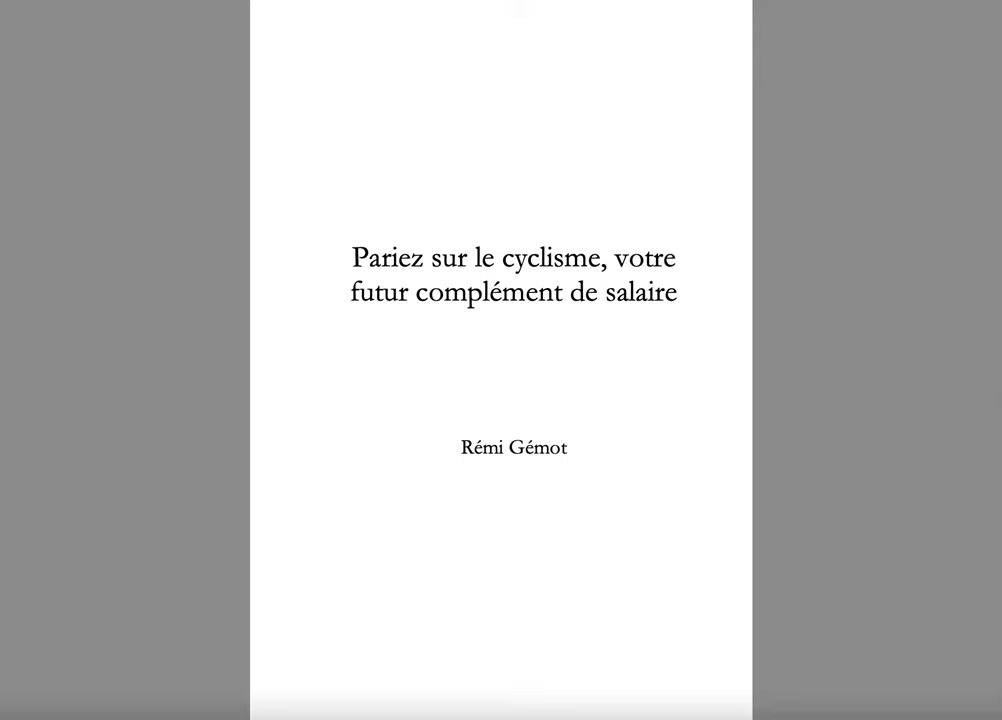 Pariez sur le cyclisme, votre
futur complément de salaire
Rémi Gémot